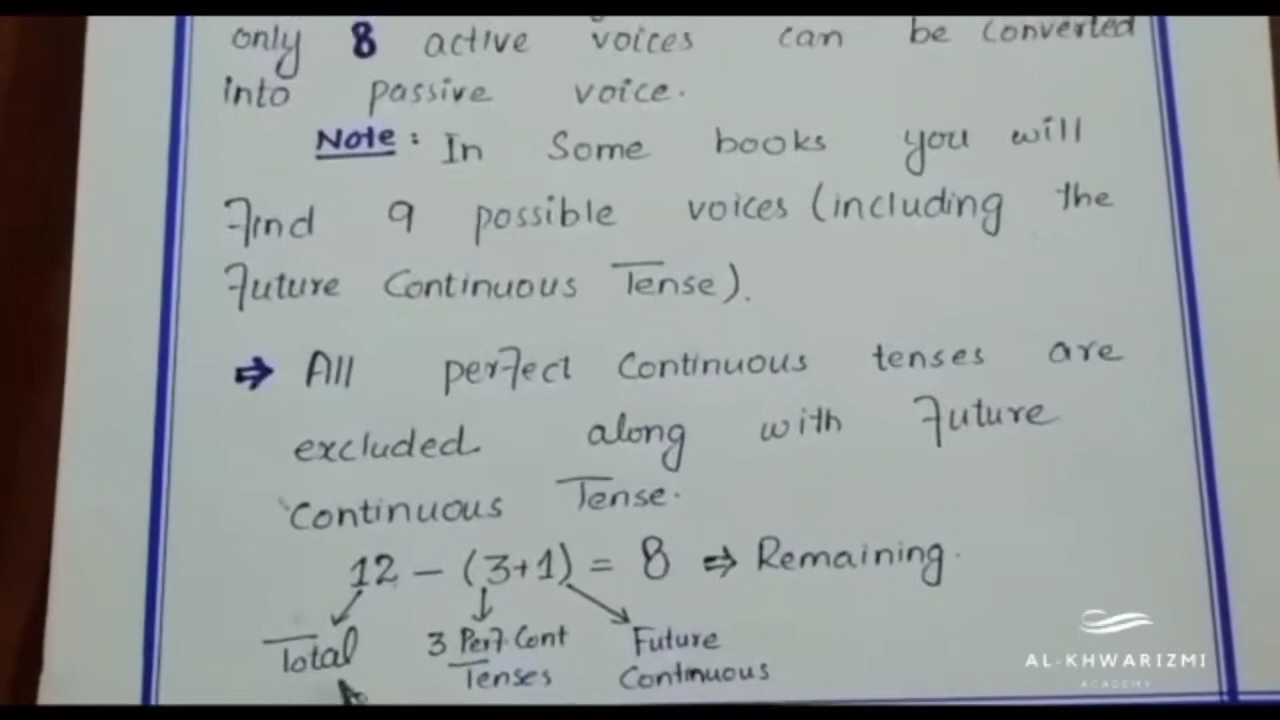 only 8 active voices can be converted
into passive voice.
Note: In Some books you will
Find 9 possible voices (including the
Future Continuous Tense).
⇒ All perfect Continuous tenses are
excluded along with Future
Continuous Tense.
12 – (3+1) = 8 ⇒ Remaining.
Total 3 Perf. Cont Future
Tenses Continuous
AL-KHWARIZMI
ACADEMY